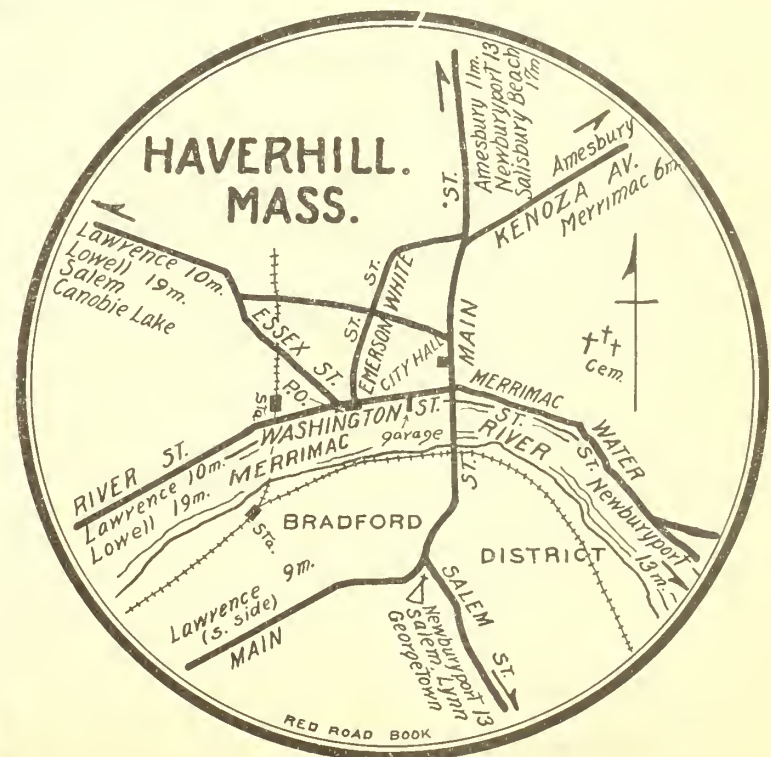 HAVERHILL.
MASS.
Amesbury 11m.
Newburyport 13
Salisbury Beach
17m
ST.
Amesbury
KENOZA AV.
Merrimac 6m.
Lawrence 10m.
Lowell 19m.
Salem
Canobie Lake
ESSEX ST.
EMERSON ST.
WHITE ST.
CITY HALL
MAIN
Cem.
Sta.
P.O.
WASHINGTON ST.
garage
MERRIMAC
ST.
WATER
ST.
RIVER ST.
Lawrence 10m.
Lowell 19m.
MERRIMAC
RIVER
ST.
Newburyport
13m.
Sta.
BRADFORD
DISTRICT
Lawrence 9m.
(s. side)
MAIN
SALEM
ST.
Newburyport 13
Salem, Lynn
Georgetown
RED ROAD BOOK